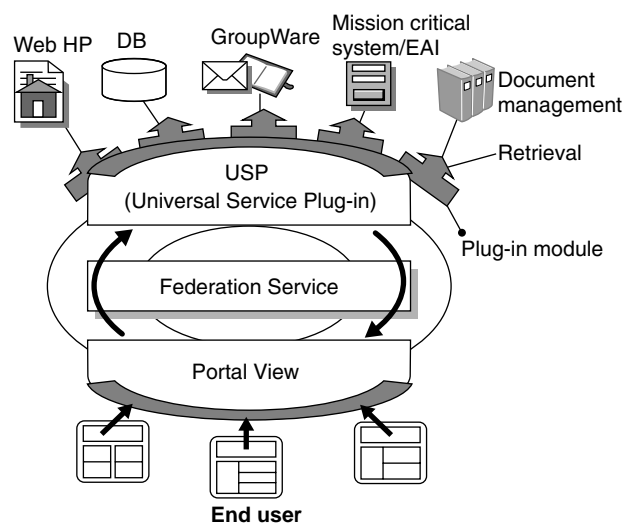 Web HP
DB
GroupWare
Mission critical
system/EAI
Document
management
Retrieval
USP
(Universal Service Plug-in)
Plug-in module
Federation Service
Portal View
End user